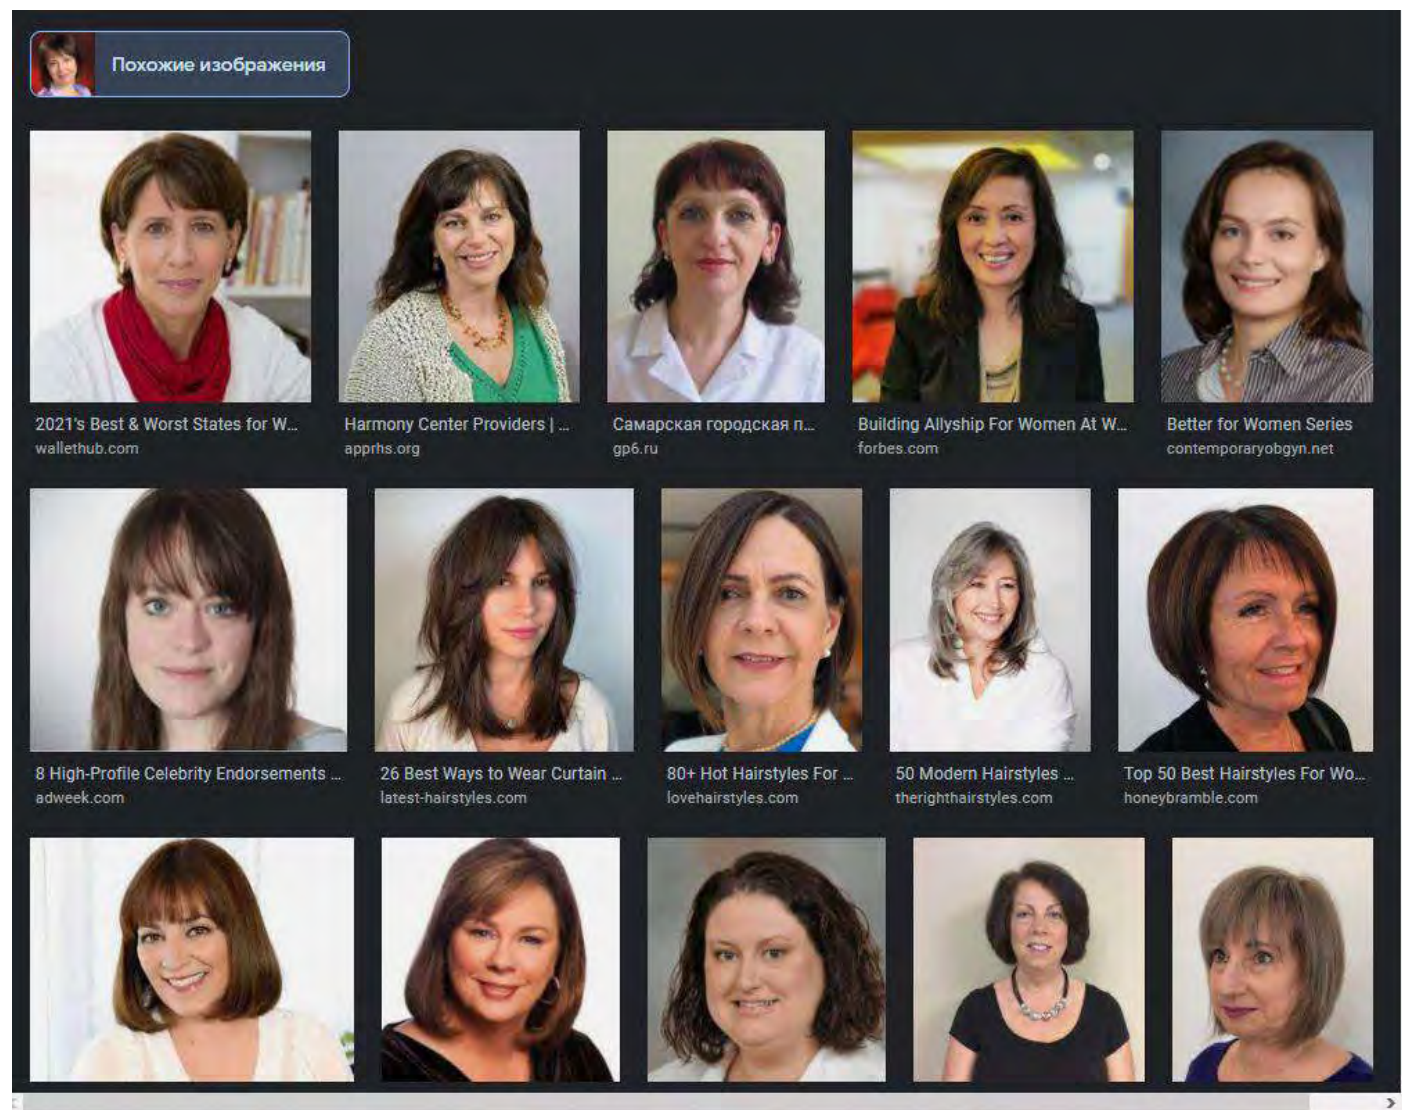 Похожие изображения
2021's Best & Worst States for W...
wallethub.com
Harmony Center Providers | ...
apprhs.org
Самарская городская п...
gp6.ru
Building Allyship For Women At W...
forbes.com
Better for Women Series
contemporaryobgyn.net
8 High-Profile Celebrity Endorsements ...
adweek.com
26 Best Ways to Wear Curtain ...
latest-hairstyles.com
80+ Hot Hairstyles For ...
lovehairstyles.com
50 Modern Hairstyles ...
therighthairstyles.com
Top 50 Best Hairstyles For Wo...
honeybramble.com